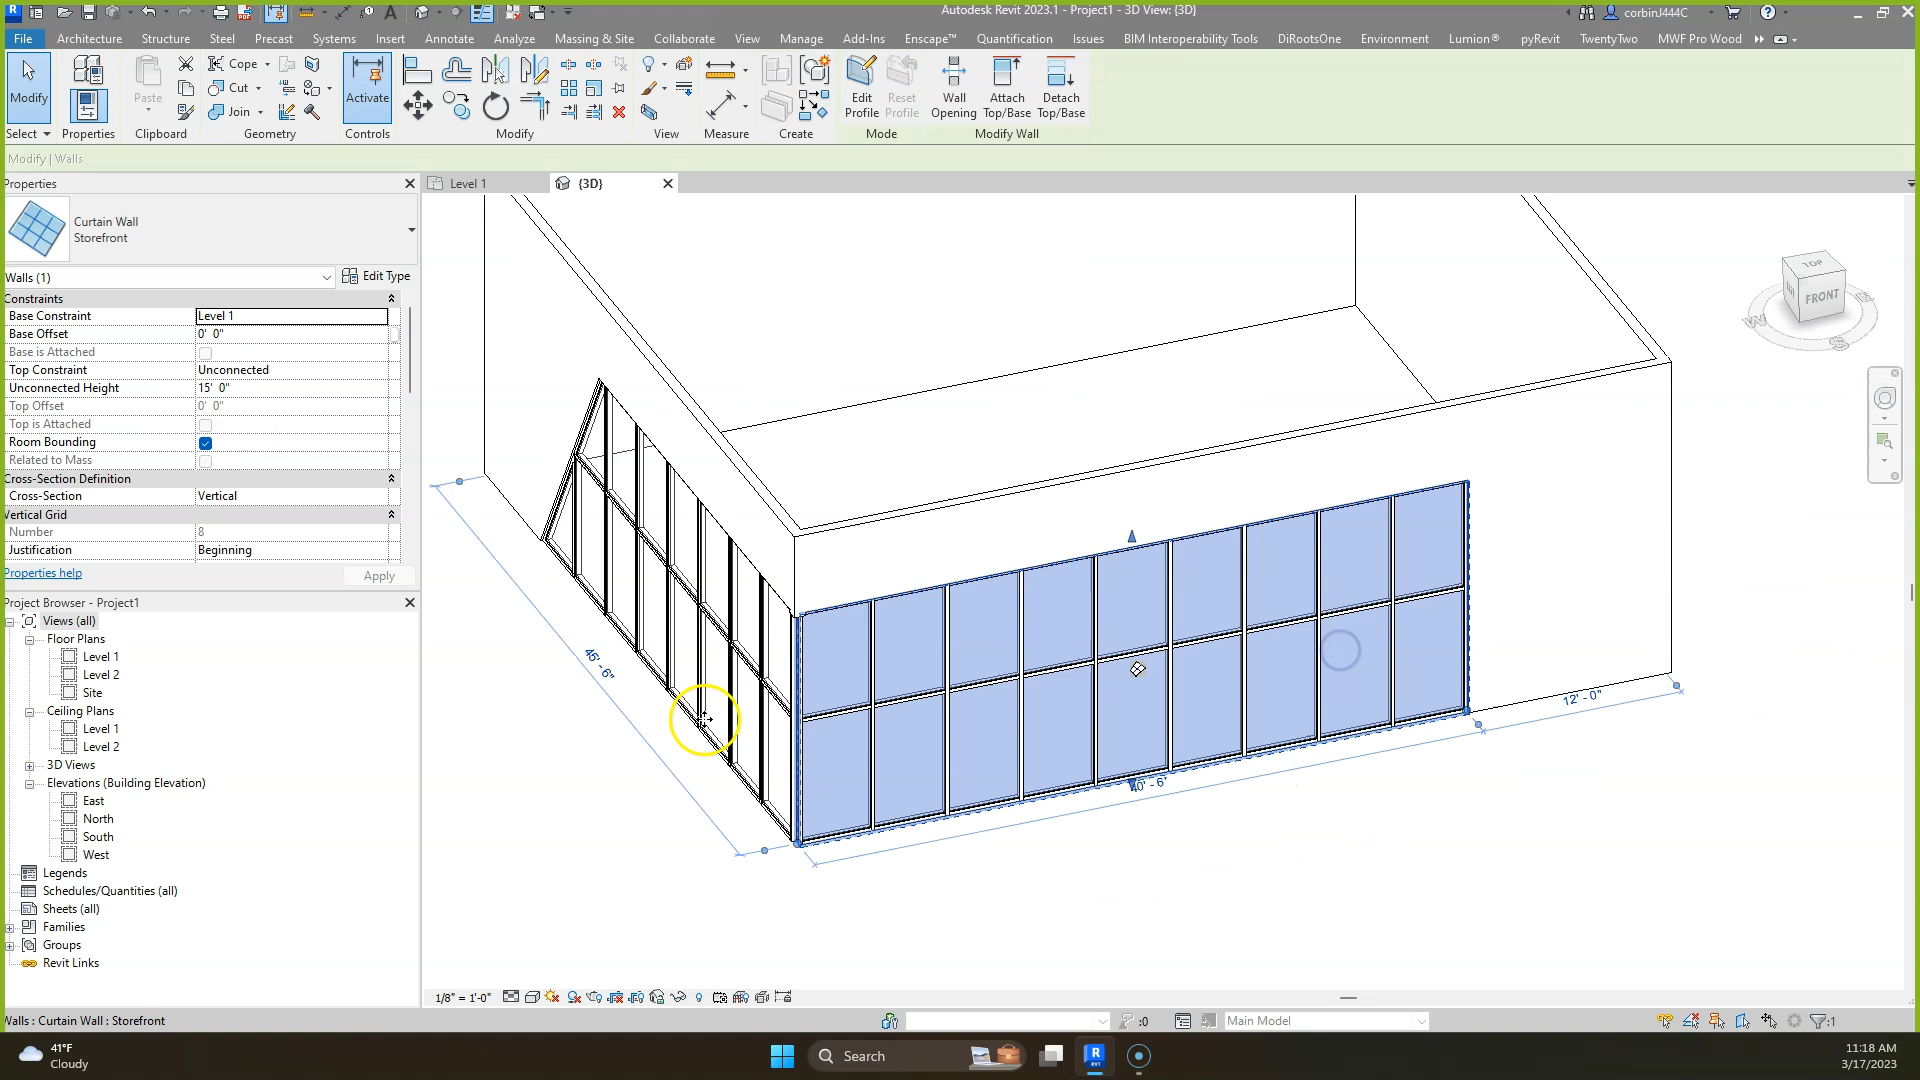 Autodesk Revit 2023.1 - Project1 - 3D View: {3D}
corbinJ444C
File Architecture Structure Steel Precast Systems Insert Annotate Analyze Massing & Site Collaborate View Manage Add-Ins Enscape™ Quantification Issues BIM Interoperability Tools DiRootsOne Environment Lumion® pyRevit TwentyTwo MWF Pro Wood
Modify
Paste
Cope
Cut
Join
Activate
Edit Profile
Reset Profile
Wall Opening
Attach Top/Base
Detach Top/Base
Select Properties Clipboard Geometry Controls Modify View Measure Create Mode Modify Wall
Modify | Walls
Properties
Level 1
{3D}
Curtain Wall
Storefront
Walls (1)
Edit Type
Constraints
Base Constraint Level 1
Base Offset 0' 0"
Base is Attached
Top Constraint Unconnected
Unconnected Height 15' 0"
Top Offset 0' 0"
Top is Attached
Room Bounding
Related to Mass
Cross-Section Definition
Cross-Section Vertical
Vertical Grid
Number 8
Justification Beginning
Properties help
Apply
Project Browser - Project1
Views (all)
Floor Plans
Level 1
Level 2
Site
Ceiling Plans
Level 1
Level 2
3D Views
Elevations (Building Elevation)
East
North
South
West
Legends
Schedules/Quantities (all)
Sheets (all)
Families
Groups
Revit Links
TOP
FRONT
W
S
45' - 6"
40' - 6"
12' - 0"
1/8" = 1'-0"
Walls : Curtain Wall : Storefront
:0
Main Model
:1
41°F
Cloudy
Search
11:18 AM
3/17/2023